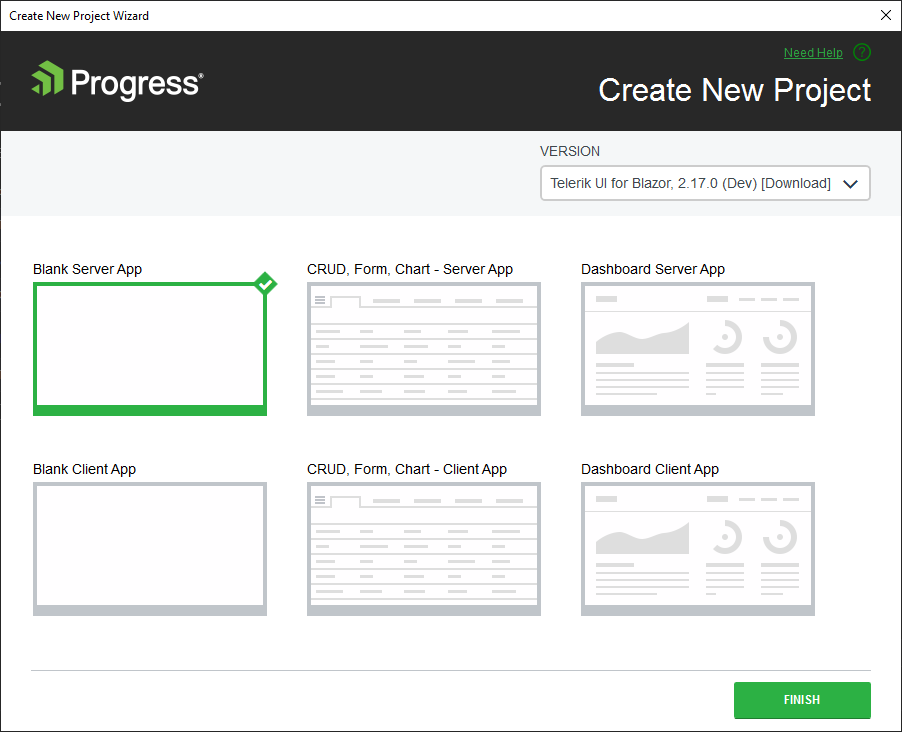 Create New Project Wizard
Need Help ?
Progress®
Create New Project
VERSION
Telerik UI for Blazor, 2.17.0 (Dev) [Download]
Blank Server App
CRUD, Form, Chart - Server App
Dashboard Server App
Blank Client App
CRUD, Form, Chart - Client App
Dashboard Client App
FINISH